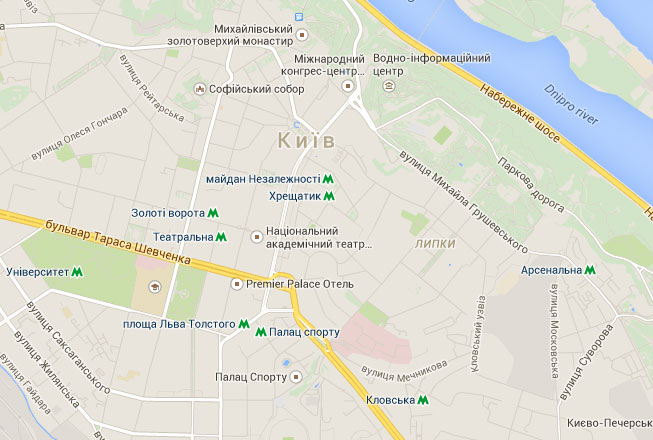 узвіз
Михайлівський
золотоверхий монастир
Міжнародний
конгрес-центр...
Водно-інформаційний
центр
вулиця Рейтарська
Софійський собор
Набережне шосе
Dnipro river
вулиця Олеся Гончара
Київ
вулиця Михайла Грушевського
Паркова дорога
майдан Незалежності
Хрещатик
Золоті ворота
На
бульвар Тараса Шевченка
Театральна
Національний
академічний театр...
ЛИПКИ
Університет
Арсенальна
Premier Palace Отель
площа Льва Толстого
Палац спорту
Кловський узвіз
вулиця Московська
вулиця Суворова
вулиця Саксаганського
вулиця Жилянська
вулиця Гайдара
Палац Спорту
вулиця Мечникова
Кловська
Києво-Печерськ